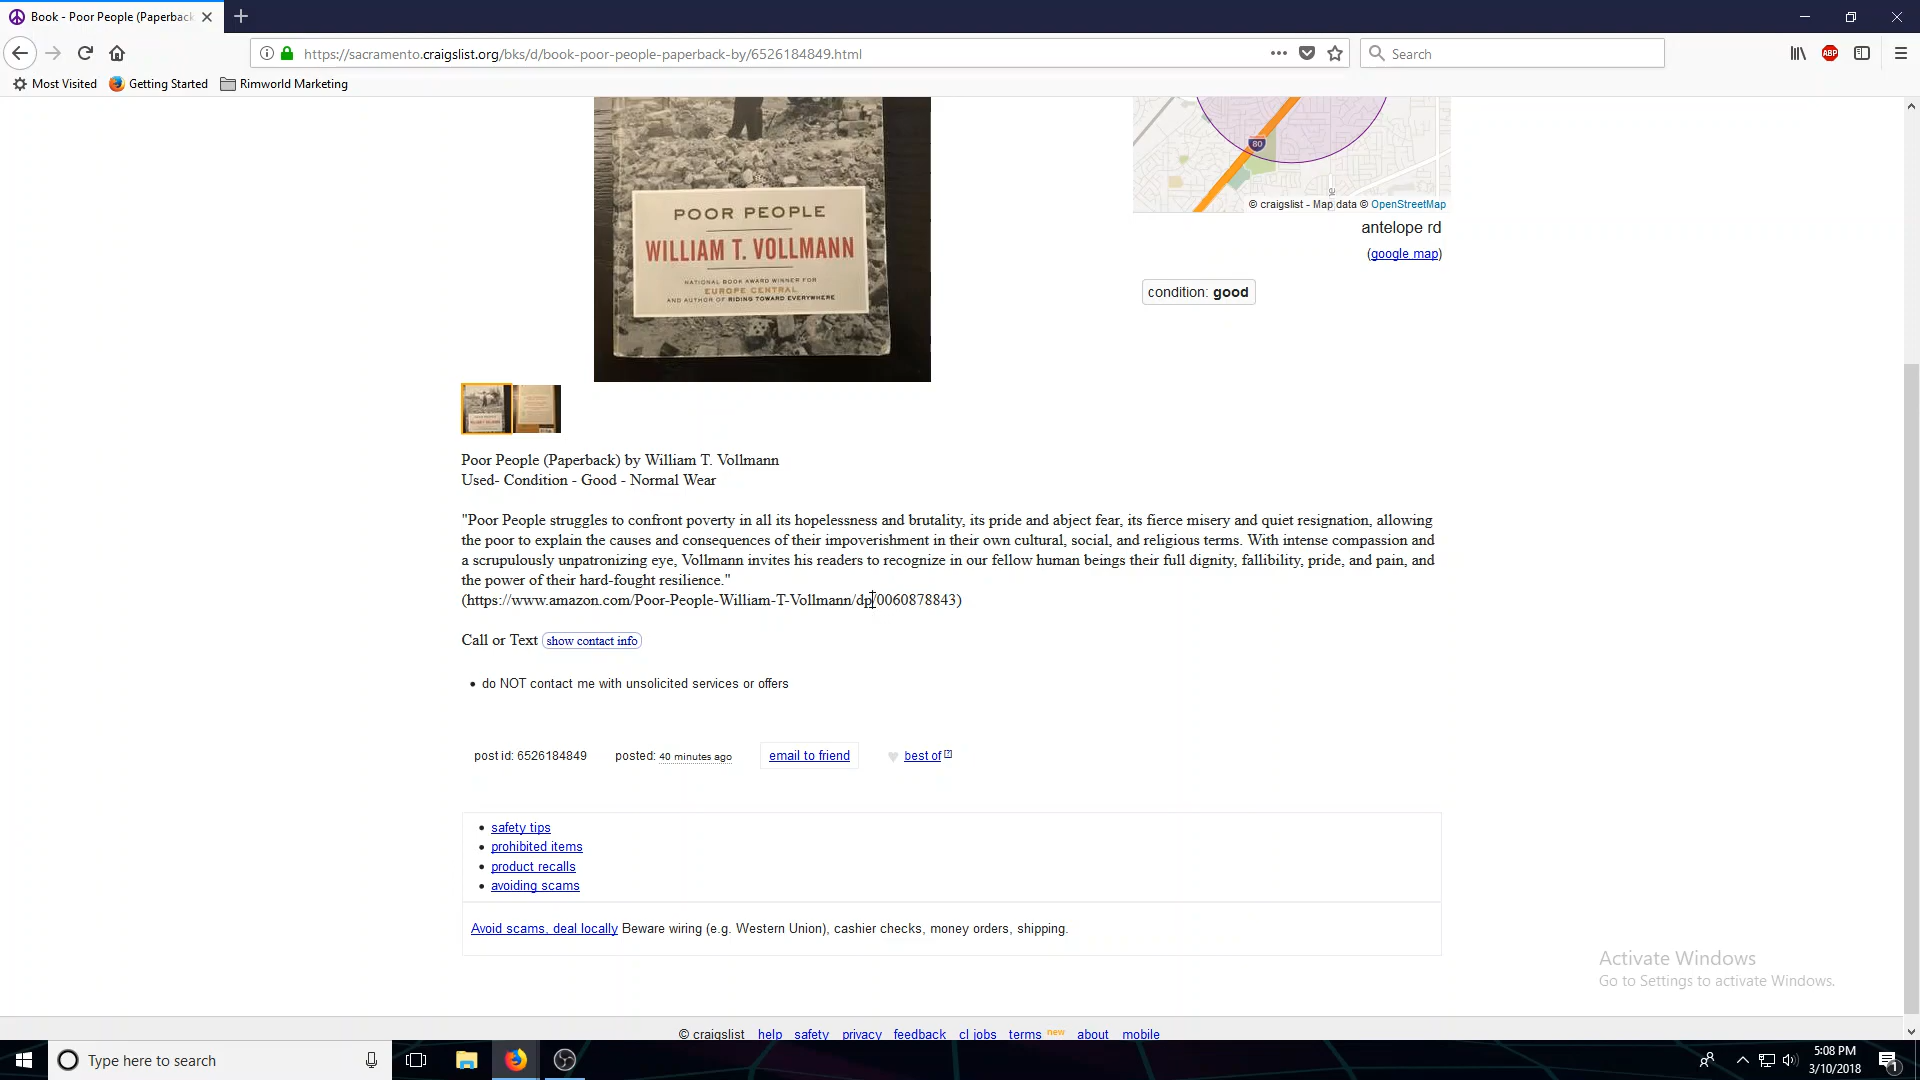 Book - Poor People (Paperback
https://sacramento.craigslist.org/bks/d/book-poor-people-paperback-by/6526184849.html
Search
ABP
Most Visited
Getting Started
Rimworld Marketing
80
© craigslist - Map data © OpenStreetMap
antelope rd
(google map)
condition: good
POOR PEOPLE
WILLIAM T. VOLLMANN
NATIONAL BOOK AWARD WINNER FOR
EUROPE CENTRAL
AND AUTHOR OF RIDING TOWARD EVERYWHERE
Poor People (Paperback) by William T. Vollmann
Used- Condition - Good - Normal Wear
"Poor People struggles to confront poverty in all its hopelessness and brutality, its pride and abject fear, its fierce misery and quiet resignation, allowing
the poor to explain the causes and consequences of their impoverishment in their own cultural, social, and religious terms. With intense compassion and
a scrupulously unpatronizing eye, Vollmann invites his readers to recognize in our fellow human beings their full dignity, fallibility, pride, and pain, and
the power of their hard-fought resilience."
(https://www.amazon.com/Poor-People-William-T-Vollmann/dp/0060878843)
Call or Text show contact info
• do NOT contact me with unsolicited services or offers
post id: 6526184849 posted: 40 minutes ago email to friend best of [?]
• safety tips
• prohibited items
• product recalls
• avoiding scams
Avoid scams, deal locally Beware wiring (e.g. Western Union), cashier checks, money orders, shipping.
Activate Windows
Go to Settings to activate Windows.
© craigslist help safety privacy feedback cl jobs terms new about mobile
Type here to search
5:08 PM
3/10/2018
1